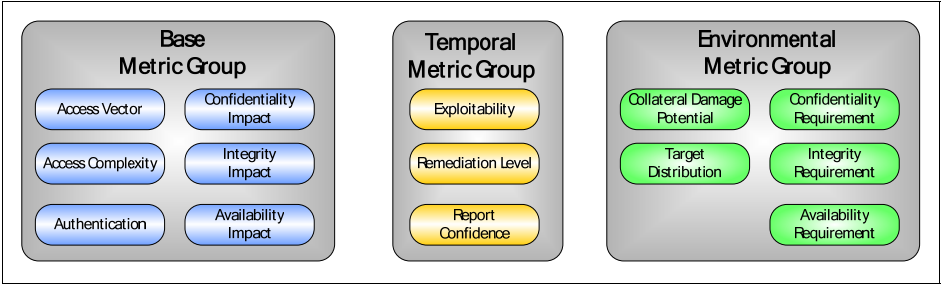 Base
Metric Group
Access Vector
Confidentiality
Impact
Access Complexity
Integrity
Impact
Authentication
Availability
Impact
Temporal
Metric Group
Exploitability
Remediation Level
Report
Confidence
Environmental
Metric Group
Collateral Damage
Potential
Confidentiality
Requirement
Target
Distribution
Integrity
Requirement
Availability
Requirement